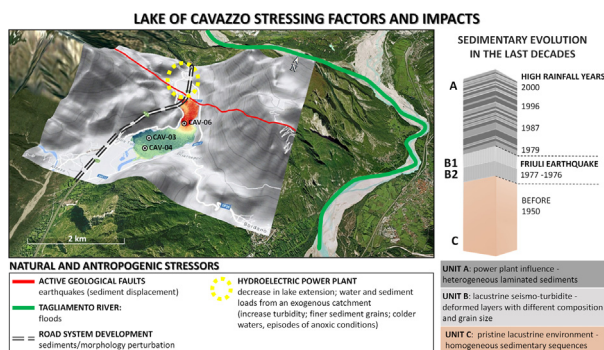 LAKE OF CAVAZZO STRESSING FACTORS AND IMPACTS
CAV-06
CAV-03
CAV-04
Bordano
2 km
NATURAL AND ANTROPOGENIC STRESSORS
ACTIVE GEOLOGICAL FAULTS
earthquakes (sediment displacement)
TAGLIAMENTO RIVER:
floods
ROAD SYSTEM DEVELOPMENT
sediments/morphology perturbation
HYDROELECTRIC POWER PLANT
decrease in lake extension; water and sediment
loads from an exogenous catchment
(increase turbidity; finer sediment grains; colder
waters, episodes of anoxic conditions)
SEDIMENTARY EVOLUTION
IN THE LAST DECADES
HIGH RAINFALL YEARS
A
2000
1996
1987
1979
B1
FRIULI EARTHQUAKE
B2
1977 -1976
BEFORE
1950
C
UNIT A: power plant influence -
heterogeneous laminated sediments
UNIT B: lacustrine seismo-turbidite -
deformed layers with different composition
and grain size
UNIT C: pristine lacustrine environment -
homogeneous sedimentary sequences